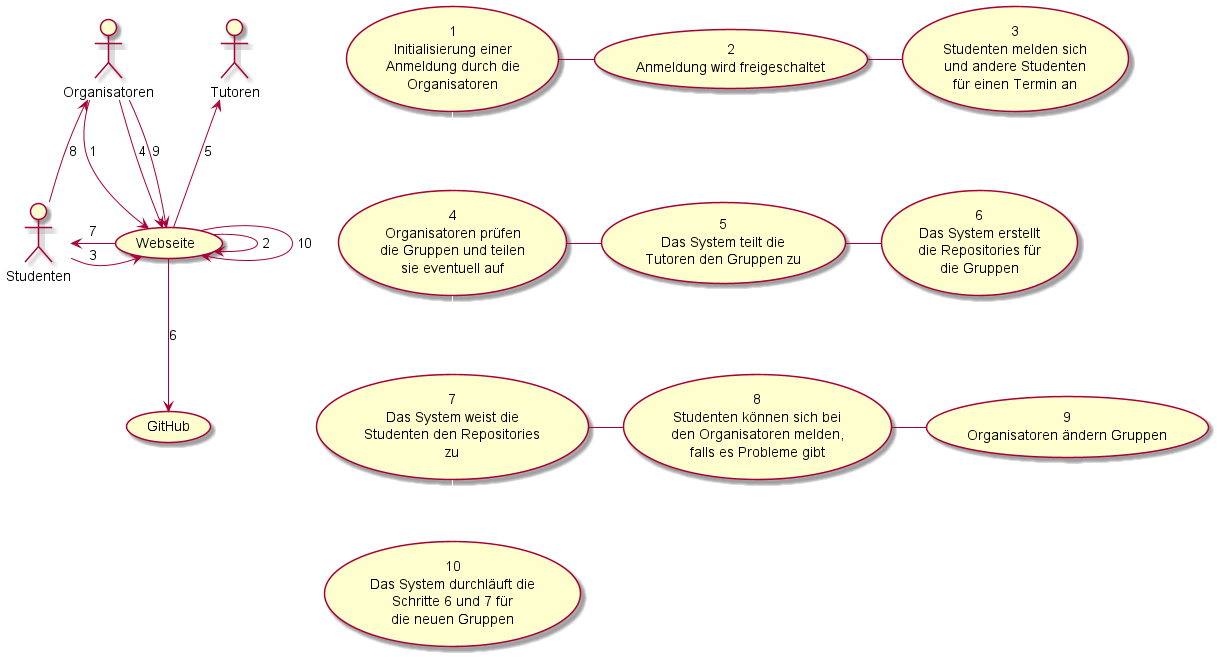 Organisatoren
Tutoren
8
1
4
9
5
7
3
Studenten
Webseite
2
10
6
GitHub
1
Initialisierung einer
Anmeldung durch die
Organisatoren
2
Anmeldung wird freigeschaltet
3
Studenten melden sich
und andere Studenten
für einen Termin an
4
Organisatoren prüfen
die Gruppen und teilen
sie eventuell auf
5
Das System teilt die
Tutoren den Gruppen zu
6
Das System erstellt
die Repositories für
die Gruppen
7
Das System weist die
Studenten den Repositories
zu
8
Studenten können sich bei
den Organisatoren melden,
falls es Probleme gibt
9
Organisatoren ändern Gruppen
10
Das System durchläuft die
Schritte 6 und 7 für
die neuen Gruppen